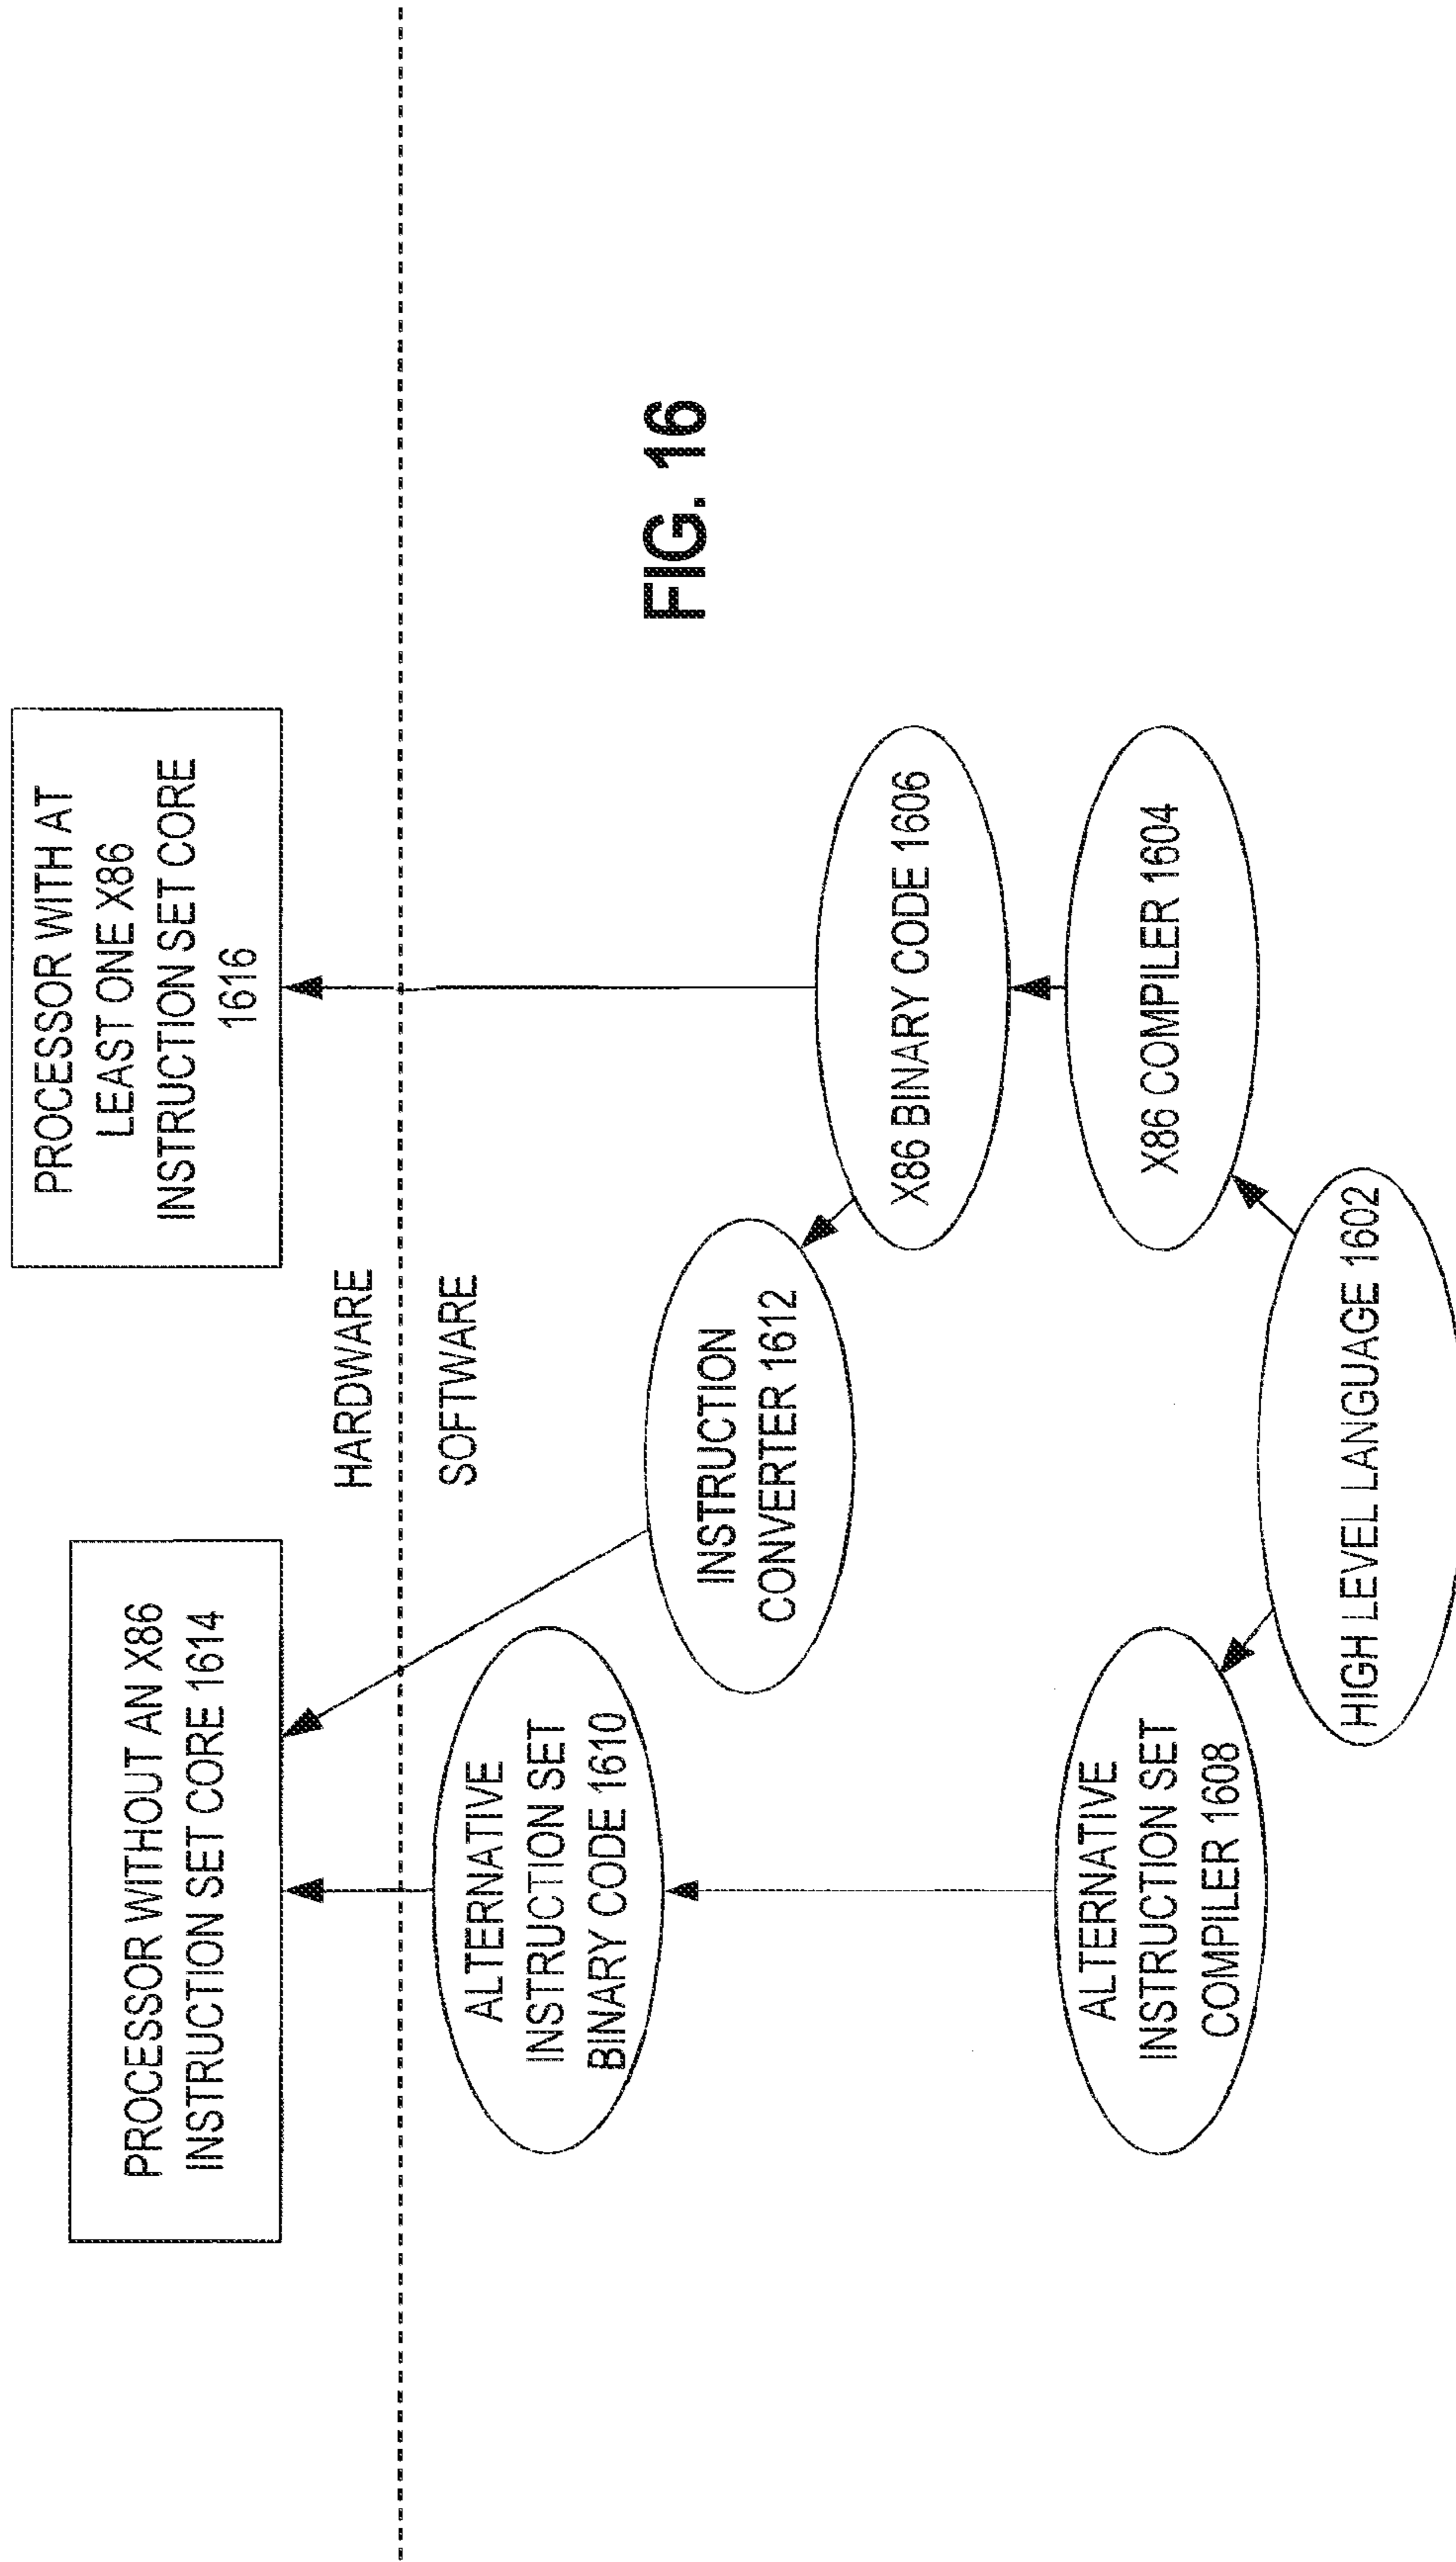 PROCESSOR WITHOUT AN X86
INSTRUCTION SET CORE 1614
PROCESSOR WITH AT
LEAST ONE X86
INSTRUCTION SET CORE
1616
HARDWARE
SOFTWARE
ALTERNATIVE
INSTRUCTION SET
BINARY CODE 1610
INSTRUCTION
CONVERTER 1612
X86 BINARY CODE 1606
ALTERNATIVE
INSTRUCTION SET
COMPILER 1608
X86 COMPILER 1604
HIGH LEVEL LANGUAGE 1602
FIG. 16